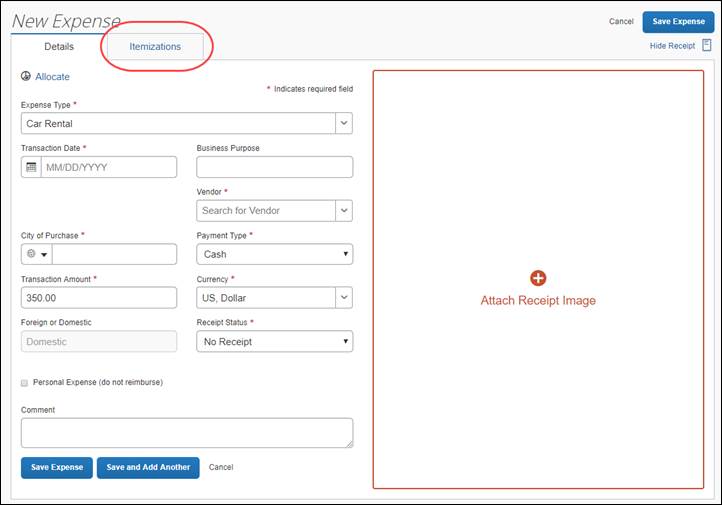 New Expense
Cancel Save Expense
Details Itemizations
Hide Receipt
Allocate
* Indicates required field
Expense Type *
Car Rental
Transaction Date * Business Purpose
MM/DD/YYYY
Vendor *
Search for Vendor
City of Purchase * Payment Type *
Cash
Transaction Amount * Currency *
350.00 US, Dollar
Foreign or Domestic Receipt Status *
Domestic No Receipt
Personal Expense (do not reimburse)
Comment
Save Expense Save and Add Another Cancel
Attach Receipt Image